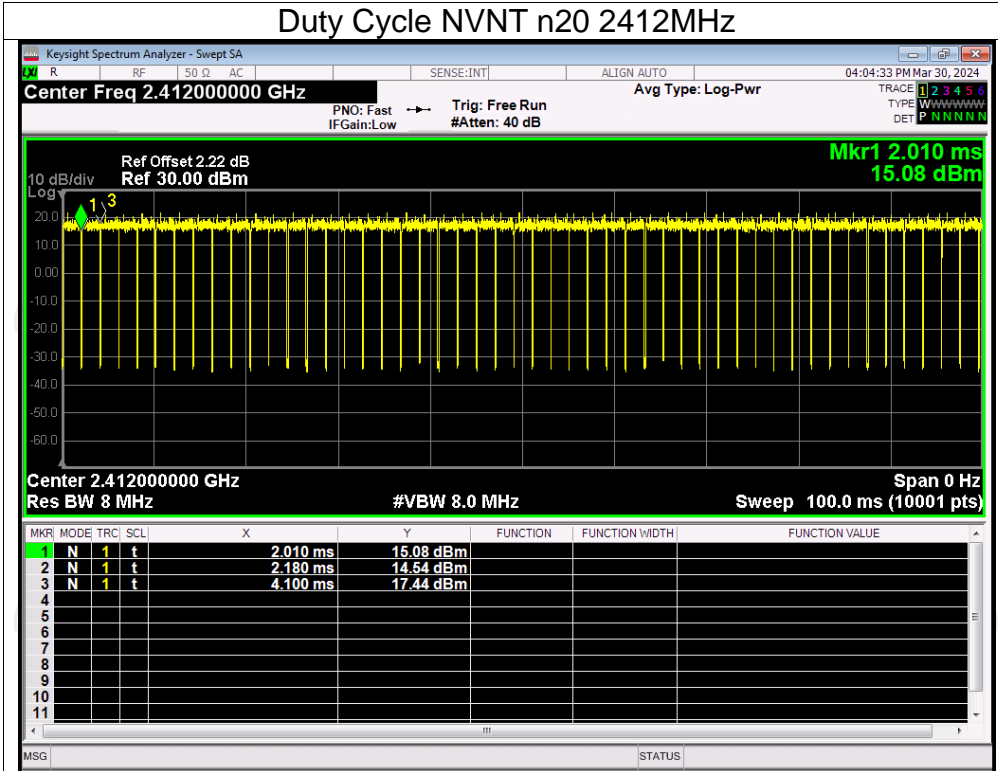 Duty Cycle NVNT n20 2412MHz
Keysight Spectrum Analyzer - Swept SA
LXI R RF 50 Ω AC SENSE:INT ALIGN AUTO 04:04:33 PM Mar 30, 2024
Center Freq 2.412000000 GHz Avg Type: Log-Pwr TRACE 1 2 3 4 5 6
PNO: Fast Trig: Free Run TYPE WWWWWW
IFGain:Low #Atten: 40 dB DET P N N N N N
Mkr1 2.010 ms
15.08 dBm
Ref Offset 2.22 dB
10 dB/div Ref 30.00 dBm
Log
1 3
20.0
10.0
0.00
-10.0
-20.0
-30.0
-40.0
-50.0
-60.0
Center 2.412000000 GHz Span 0 Hz
Res BW 8 MHz #VBW 8.0 MHz Sweep 100.0 ms (10001 pts)
MKR MODE TRC SCL X Y FUNCTION FUNCTION WIDTH FUNCTION VALUE
1 N 1 t 2.010 ms 15.08 dBm
2 N 1 t 2.180 ms 14.54 dBm
3 N 1 t 4.100 ms 17.44 dBm
4
5
6
7
8
9
10
11
MSG STATUS